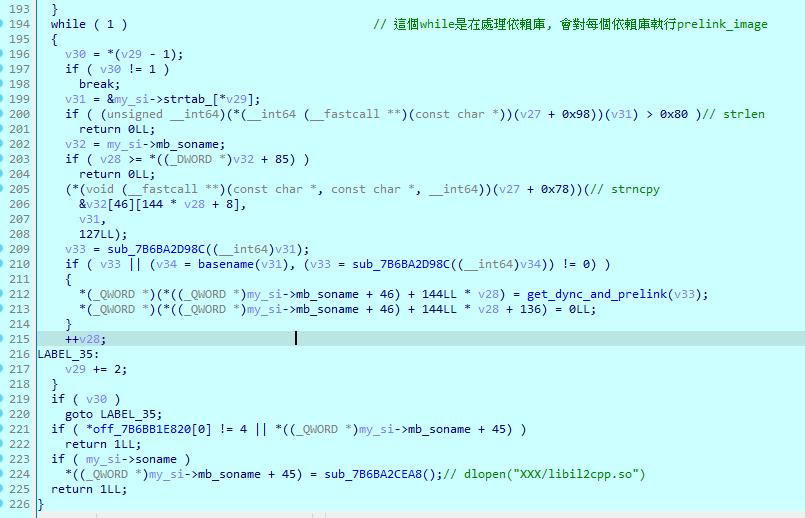 193 }
194 while ( 1 ) // 這個while是在處理依賴庫, 會對每個依賴庫執行prelink_image
195 {
196 v30 = *(v29 - 1);
197 if ( v30 != 1 )
198 break;
199 v31 = &my_si->strtab_[*v29];
200 if ( (unsigned __int64)(*(__int64 (__fastcall **)(const char *))(v27 + 0x98))(v31) > 0x80 )// strlen
201 return 0LL;
202 v32 = my_si->mb_soname;
203 if ( v28 >= *((_DWORD *)v32 + 85) )
204 return 0LL;
205 (*(void (__fastcall **)(const char *, const char *, __int64))(v27 + 0x78))(// strncpy
206 &v32[46][144 * v28 + 8],
207 v31,
208 127LL);
209 v33 = sub_7B6BA2D98C((__int64)v31);
210 if ( v33 || (v34 = basename(v31), (v33 = sub_7B6BA2D98C((__int64)v34)) != 0) )
211 {
212 *(_QWORD *)(*((_QWORD *)my_si->mb_soname + 46) + 144LL * v28) = get_dync_and_prelink(v33);
213 *(_QWORD *)(*((_QWORD *)my_si->mb_soname + 46) + 144LL * v28 + 136) = 0LL;
214 }
215 ++v28;
216 LABEL_35:
217 v29 += 2;
218 }
219 if ( v30 )
220 goto LABEL_35;
221 if ( *off_7B6BB1E820[0] != 4 || *((_QWORD *)my_si->mb_soname + 45) )
222 return 1LL;
223 if ( my_si->soname )
224 *((_QWORD *)my_si->mb_soname + 45) = sub_7B6BA2CEA8();// dlopen("XXX/libil2cpp.so")
225 return 1LL;
226 }